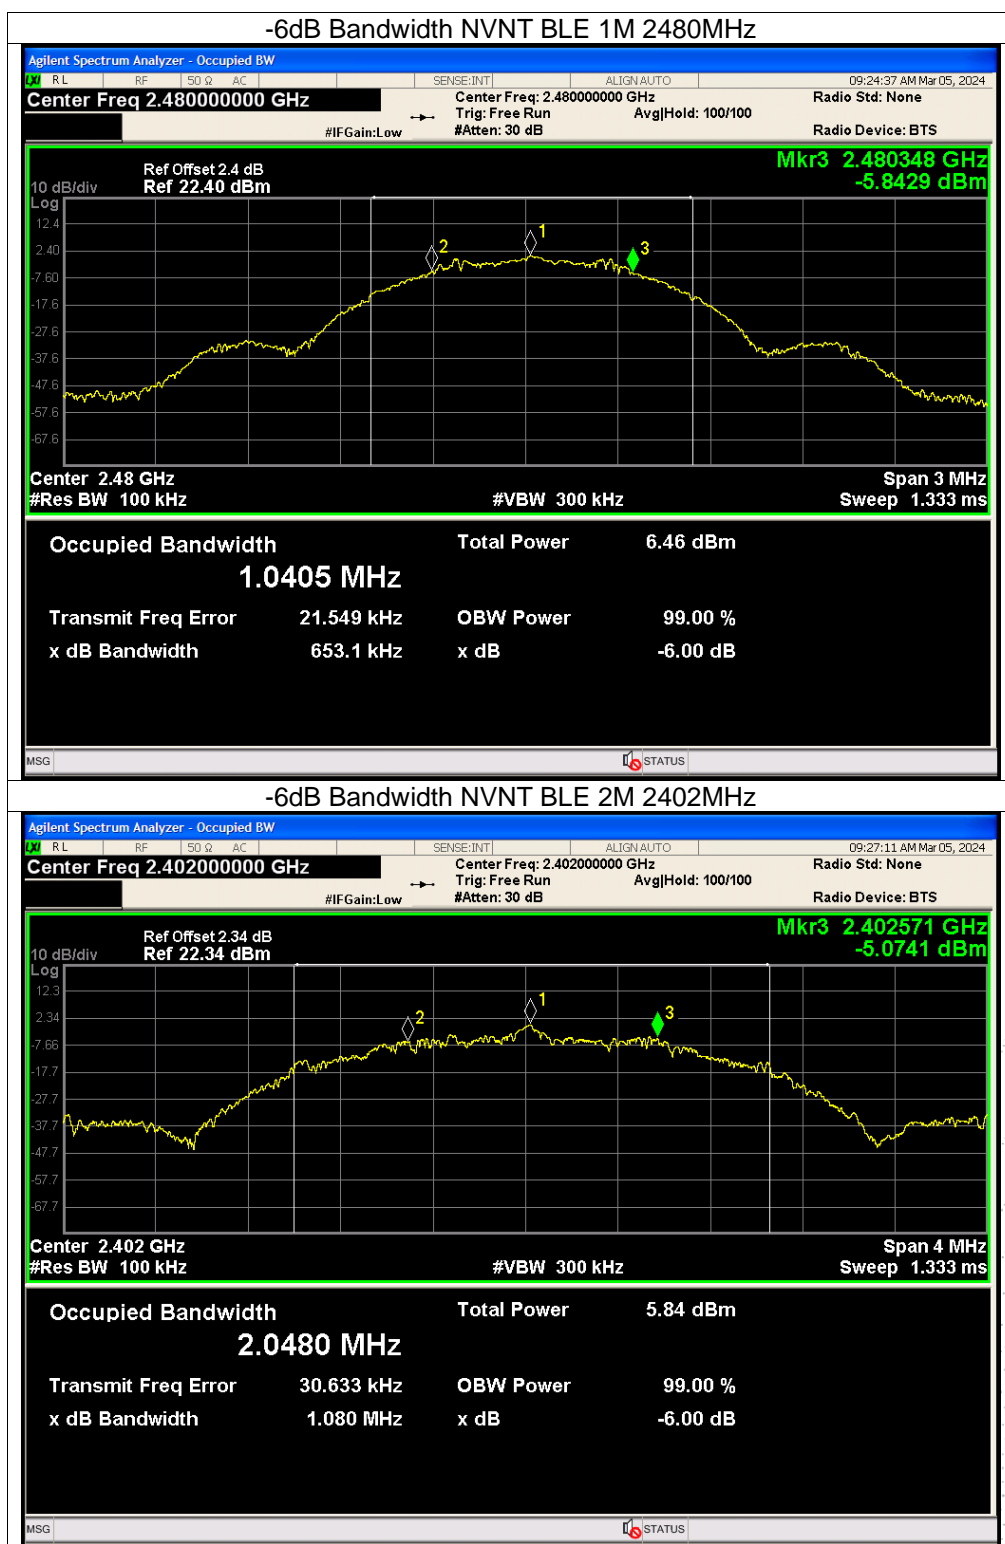 -6dB Bandwidth NVNT BLE 1M 2480MHz
Agilent Spectrum Analyzer - Occupied BW
LXI RL RF 50 Ω AC SENSE:INT ALIGN AUTO 09:24:37 AM Mar 05, 2024
Center Freq 2.480000000 GHz Center Freq: 2.480000000 GHz Radio Std: None
Trig: Free Run Avg|Hold: 100/100
#IFGain:Low #Atten: 30 dB Radio Device: BTS
Mkr3 2.480348 GHz
Ref Offset 2.4 dB
10 dB/div Ref 22.40 dBm -5.8429 dBm
Log
12.4
2.40
-7.60
-17.6
-27.6
-37.6
-47.6
-57.6
-67.6
2 1 3
Center 2.48 GHz Span 3 MHz
#Res BW 100 kHz #VBW 300 kHz Sweep 1.333 ms
Occupied Bandwidth Total Power 6.46 dBm
1.0405 MHz
Transmit Freq Error 21.549 kHz OBW Power 99.00 %
x dB Bandwidth 653.1 kHz x dB -6.00 dB
MSG STATUS
-6dB Bandwidth NVNT BLE 2M 2402MHz
Agilent Spectrum Analyzer - Occupied BW
LXI RL RF 50 Ω AC SENSE:INT ALIGN AUTO 09:27:11 AM Mar 05, 2024
Center Freq 2.402000000 GHz Center Freq: 2.402000000 GHz Radio Std: None
Trig: Free Run Avg|Hold: 100/100
#IFGain:Low #Atten: 30 dB Radio Device: BTS
Mkr3 2.402571 GHz
Ref Offset 2.34 dB
10 dB/div Ref 22.34 dBm -5.0741 dBm
Log
12.3
2.34
-7.66
-17.7
-27.7
-37.7
-47.7
-57.7
-67.7
2 1 3
Center 2.402 GHz Span 4 MHz
#Res BW 100 kHz #VBW 300 kHz Sweep 1.333 ms
Occupied Bandwidth Total Power 5.84 dBm
2.0480 MHz
Transmit Freq Error 30.633 kHz OBW Power 99.00 %
x dB Bandwidth 1.080 MHz x dB -6.00 dB
MSG STATUS